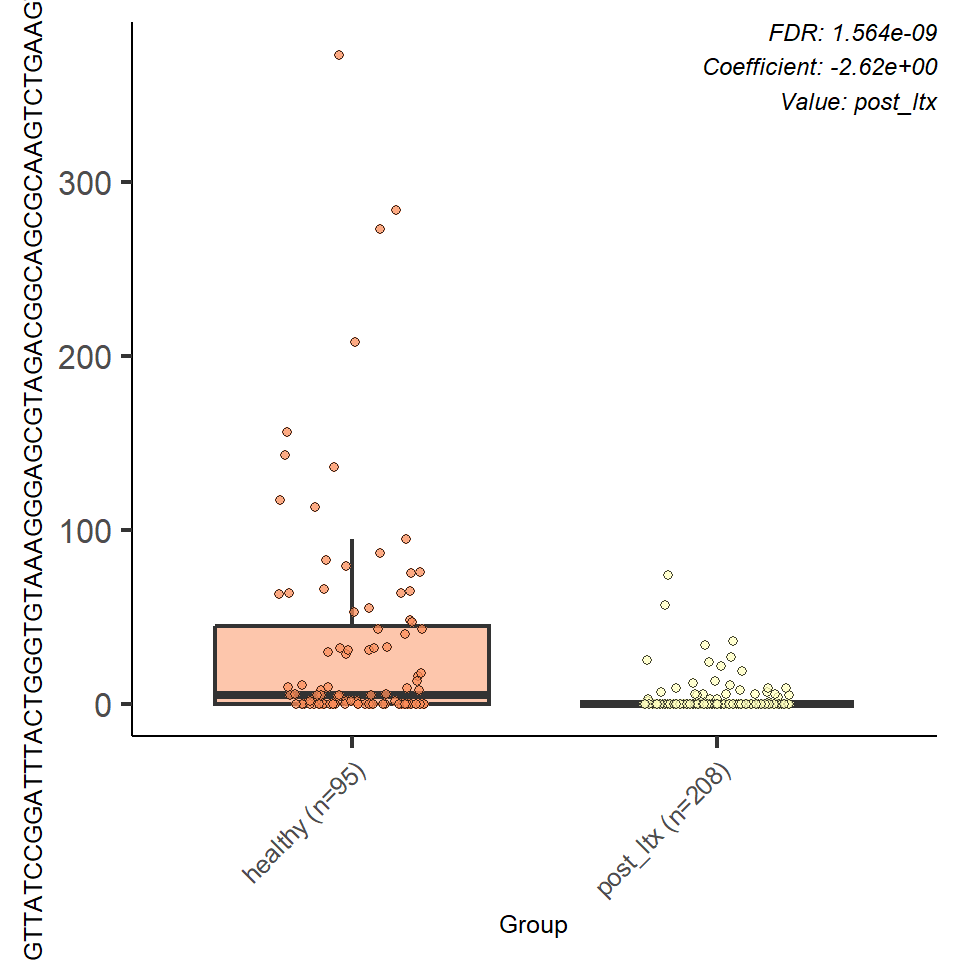 FDR: 1.564e-09
Coefficient: -2.62e+00
Value: post_ltx
GTTATCCGGATTTACTGGGTGTAAAGGGAGCGTAGACGGCAGCGCAAGTCTGAAG
300
200
100
0
healthy (n=95)
post_ltx (n=208)
Group